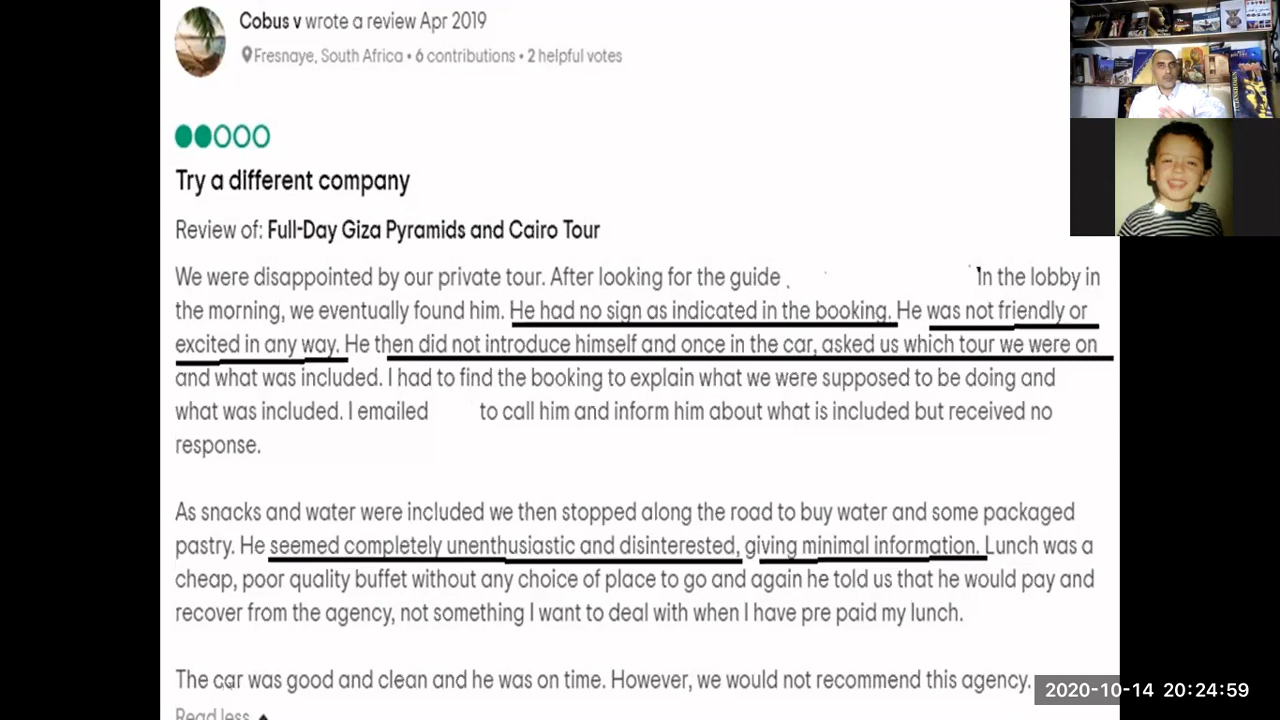 Cobus v wrote a review Apr 2019
Fresnaye, South Africa • 6 contributions • 2 helpful votes
Try a different company
Review of: Full-Day Giza Pyramids and Cairo Tour
We were disappointed by our private tour. After looking for the guide In the lobby in
the morning, we eventually found him. He had no sign as indicated in the booking. He was not friendly or
excited in any way. He then did not introduce himself and once in the car, asked us which tour we were on
and what was included. I had to find the booking to explain what we were supposed to be doing and
what was included. I emailed to call him and inform him about what is included but received no
response.
As snacks and water were included we then stopped along the road to buy water and some packaged
pastry. He seemed completely unenthusiastic and disinterested, giving minimal information. Lunch was a
cheap, poor quality buffet without any choice of place to go and again he told us that he would pay and
recover from the agency, not something I want to deal with when I have pre paid my lunch.
The car was good and clean and he was on time. However, we would not recommend this agency.
Read less
2020-10-14 20:24:59